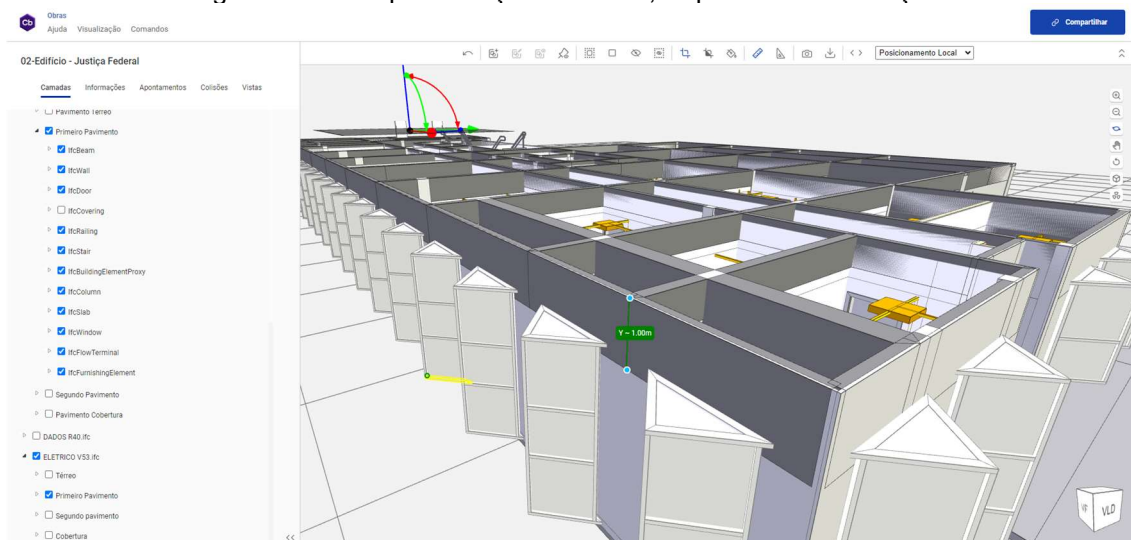 Cb
Obras
Ajuda Visualização Comandos
Compartilhar
Posicionamento Local
02-Edifício - Justiça Federal
Camadas Informações Apontamentos Colisões Vistas
Pavimento Térreo
Primeiro Pavimento
IfcBeam
IfcWall
IfcDoor
IfcCovering
IfcRailing
IfcStair
IfcBuildingElementProxy
IfcColumn
IfcSlab
IfcWindow
IfcFlowTerminal
IfcFurnishingElement
Segundo Pavimento
Pavimento Cobertura
DADOS R40.ifc
ELETRICO V53.ifc
Térreo
Primeiro Pavimento
Segundo pavimento
Cobertura
Y ~ 1.00m
VLD